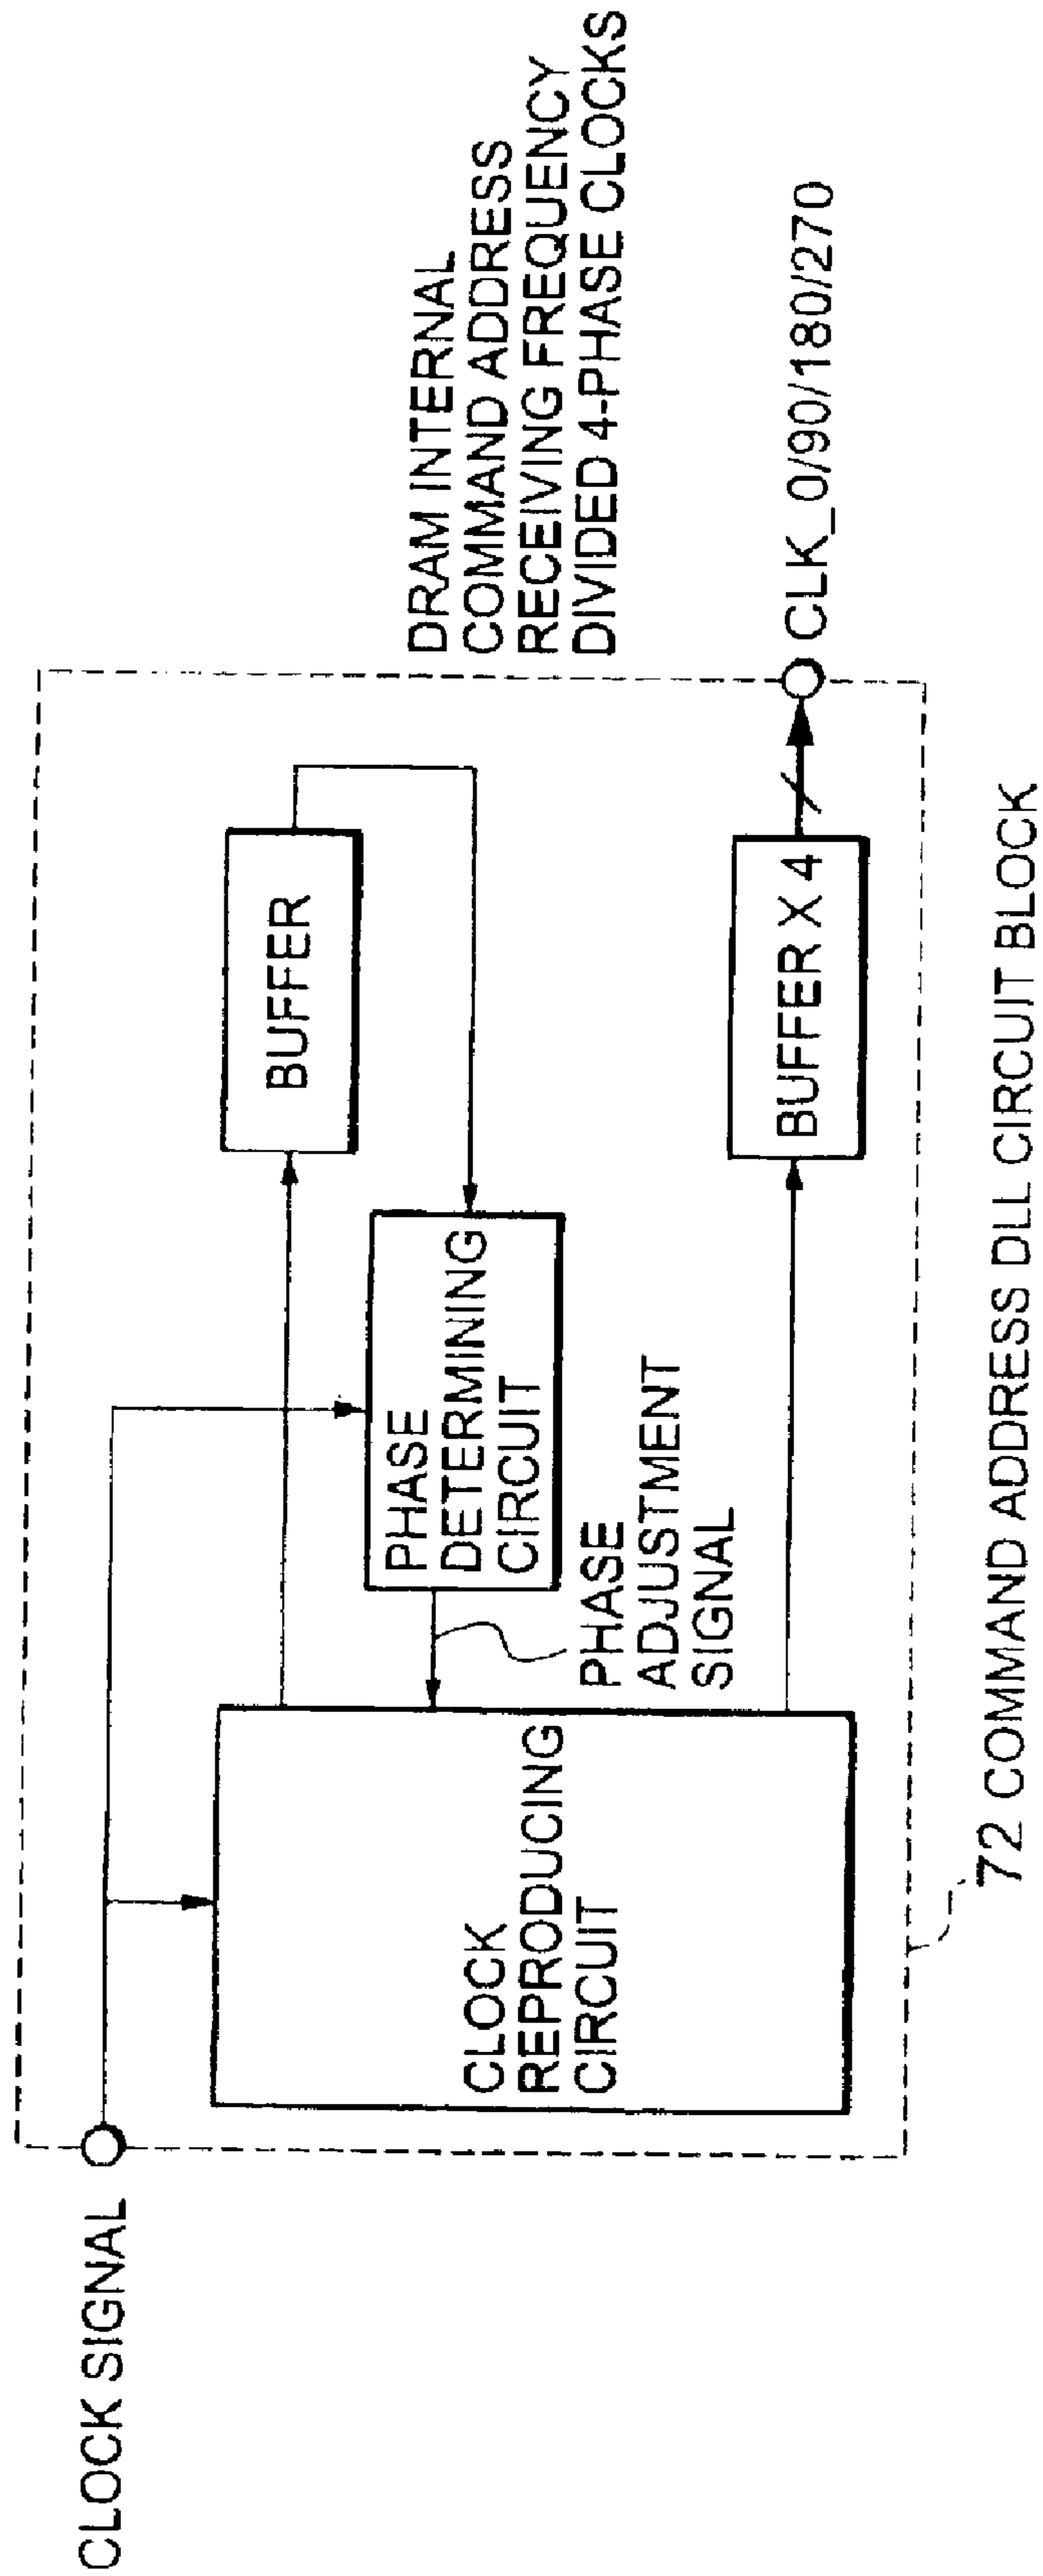 CLOCK SIGNAL
BUFFER
DRAM INTERNAL
COMMAND ADDRESS
RECEIVING FREQUENCY
DIVIDED 4-PHASE CLOCKS
PHASE
DETERMINING
CIRCUIT
CLOCK
REPRODUCING
CIRCUIT
PHASE
ADJUSTMENT
SIGNAL
BUFFER X 4
CLK_0/90/180/270
72 COMMAND ADDRESS DLL CIRCUIT BLOCK